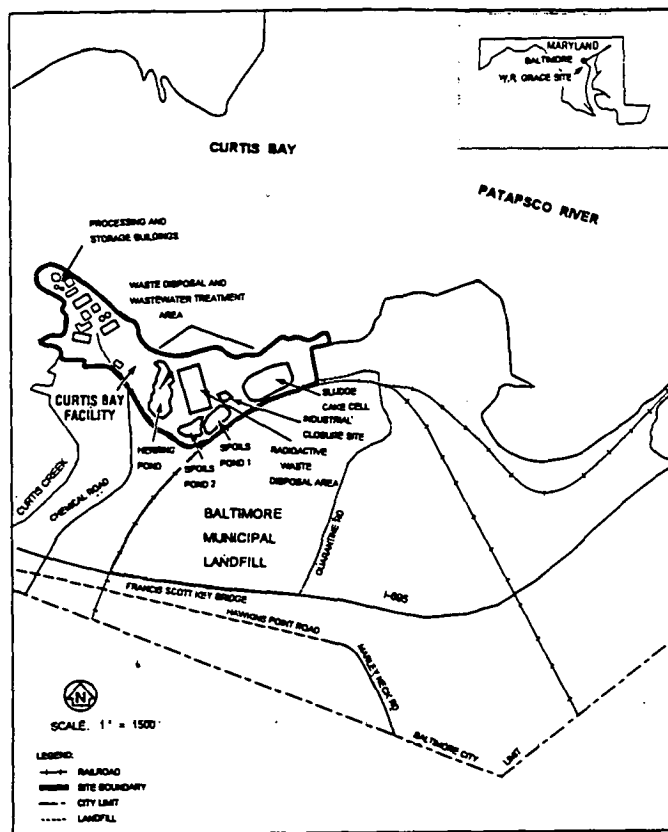 MARYLAND
BALTIMORE
W.R. GRACE SITE
CURTIS BAY
PATAPSCO RIVER
PROCESSING AND
STORAGE BUILDINGS
WASTE DISPOSAL AND
WASTEWATER TREATMENT
AREA
CURTIS BAY
FACILITY
HERRING
POND
SPOILS
POND 2
SPOILS
POND 1
SLUDGE
CAKE CELL
INDUSTRIAL
CLOSURE SITE
RADIOACTIVE
WASTE
DISPOSAL AREA
CURTIS CREEK
CHEMICAL ROAD
BALTIMORE
MUNICIPAL
LANDFILL
QUARANTINE RD
FRANCIS SCOTT KEY BRIDGE
I-695
HAWKINS POINT ROAD
MARLEY NECK RD
BALTIMORE CITY
LIMIT
N
SCALE. 1" = 1500'
LEGEND:
RAILROAD
SITE BOUNDARY
CITY LIMIT
LANDFILL